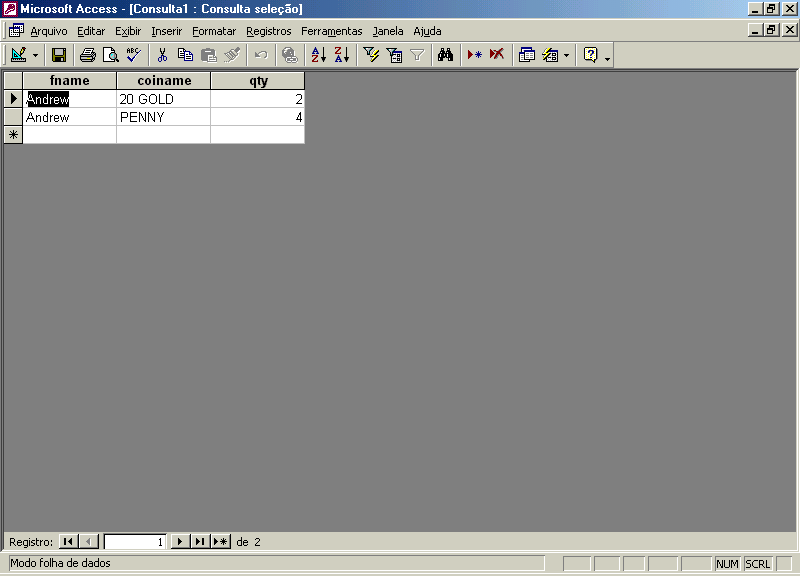 Microsoft Access - [Consulta1 : Consulta seleção]
Arquivo Editar Exibir Inserir Formatar Registros Ferramentas Janela Ajuda
fname coiname qty
Andrew 20 GOLD 2
Andrew PENNY 4
Registro: 1 de 2
Modo folha de dados NUM SCRL